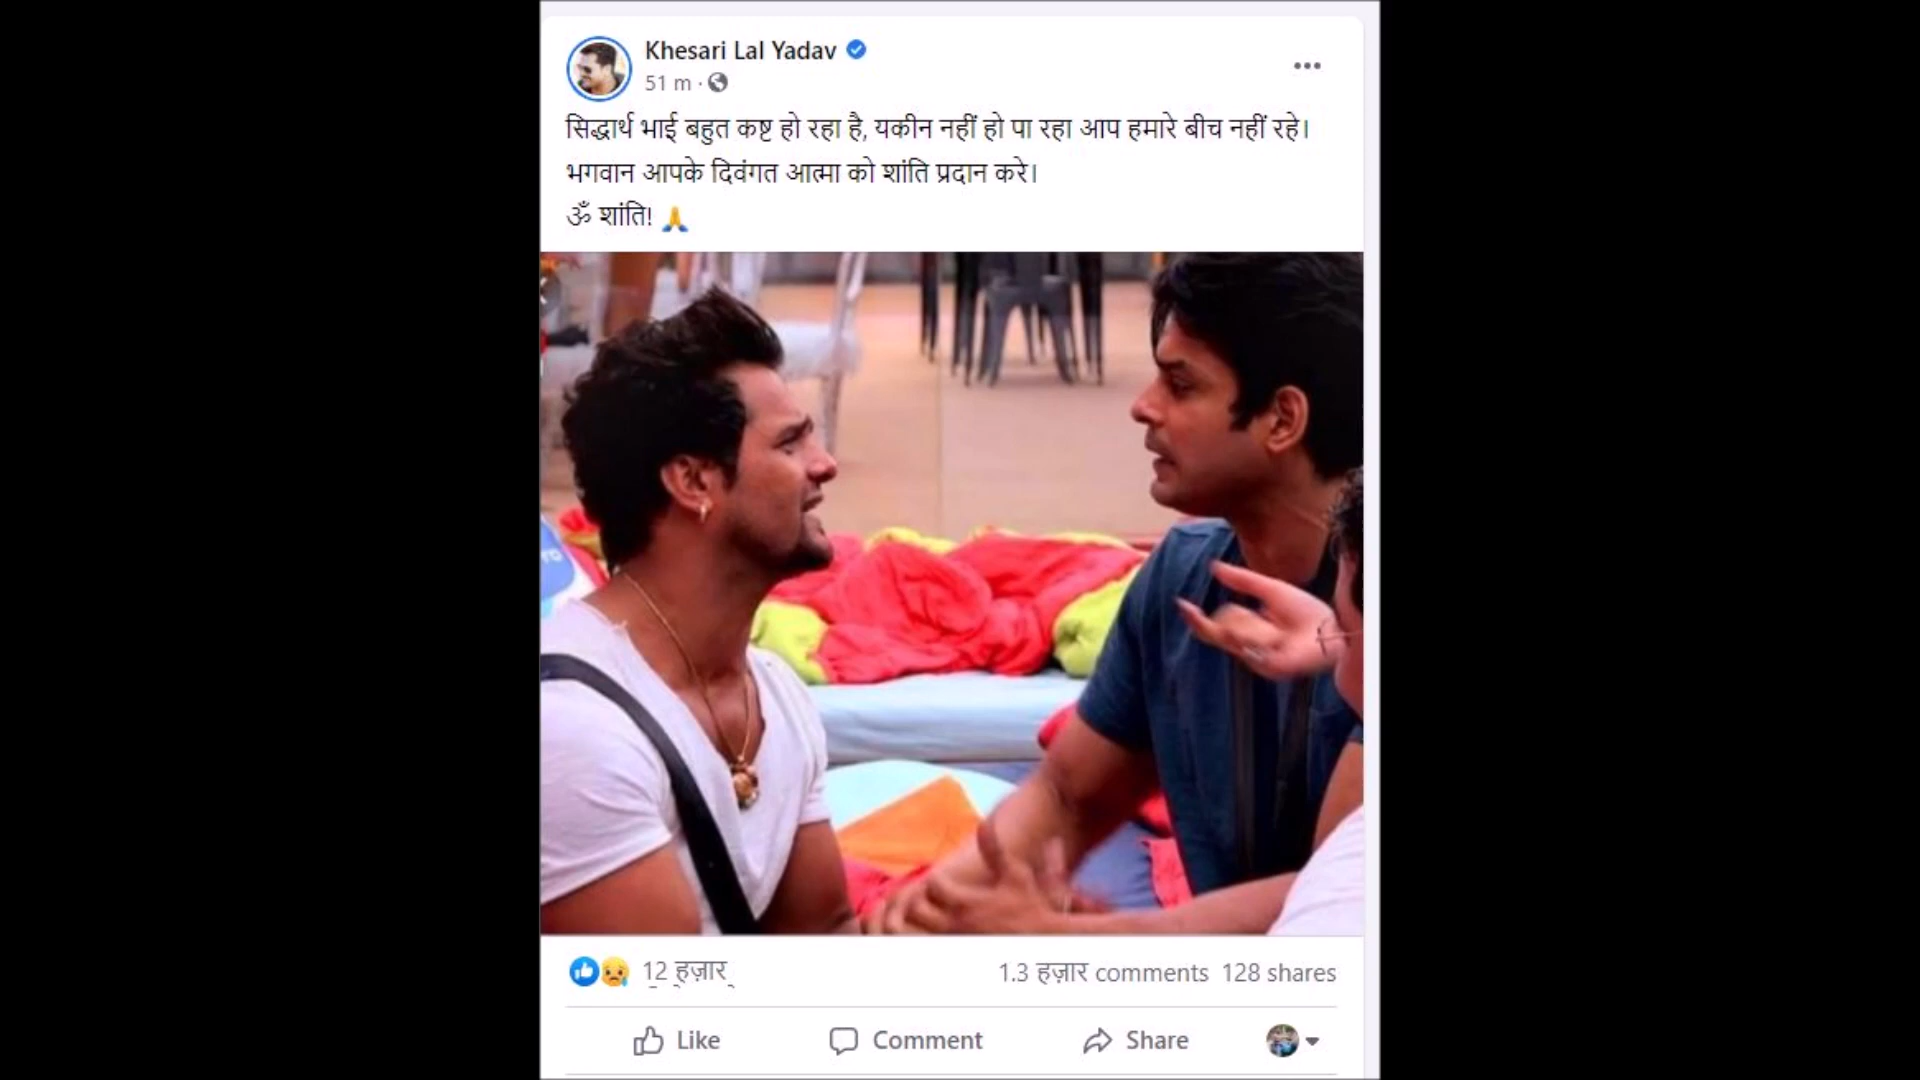 Khesari Lal Yadav
51 m ·
सिद्धार्थ भाई बहुत कष्ट हो रहा है, यकीन नहीं हो पा रहा आप हमारे बीच नहीं रहे।
भगवान आपके दिवंगत आत्मा को शांति प्रदान करे।
ॐ शांति! 🙏
12 हज़ार
1.3 हज़ार comments 128 shares
Like Comment Share